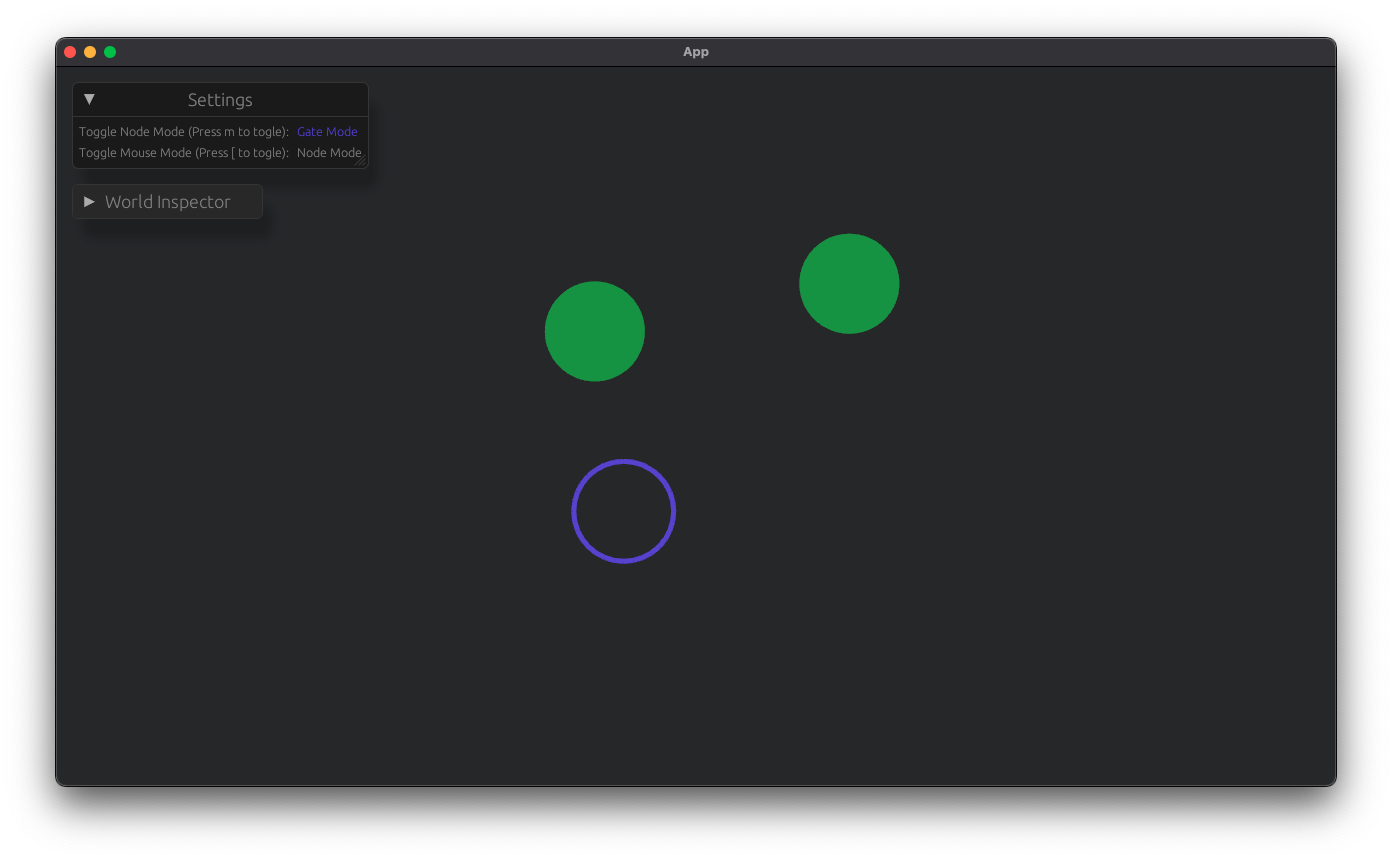 App
Settings
Toggle Node Mode (Press m to togle): Gate Mode
Toggle Mouse Mode (Press [ to togle): Node Mode
World Inspector